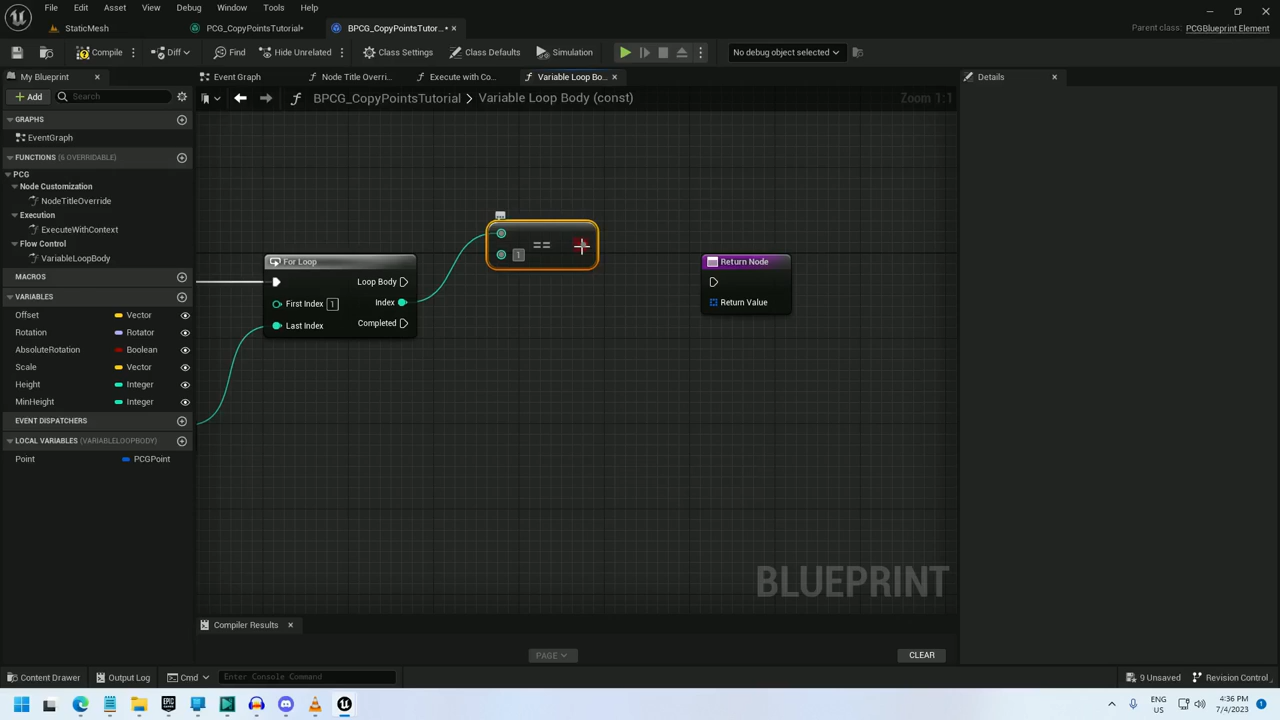 File Edit Asset View Debug Window Tools Help
StaticMesh
PCG_CopyPointsTutorial*
BPCG_CopyPointsTutor... *
Parent class: PCGBlueprint Element
Compile
Diff
Find
Hide Unrelated
Class Settings
Class Defaults
Simulation
No debug object selected
My Blueprint
Event Graph
Node Title Overri...
Execute with Co...
Variable Loop Bo...
Details
+ Add
Search
BPCG_CopyPointsTutorial > Variable Loop Body (const)
Zoom 1:1
GRAPHS
EventGraph
FUNCTIONS (6 OVERRIDABLE)
PCG
Node Customization
NodeTitleOverride
Execution
ExecuteWithContext
Flow Control
VariableLoopBody
MACROS
VARIABLES
Offset Vector
Rotation Rotator
AbsoluteRotation Boolean
Scale Vector
Height Integer
MinHeight Integer
EVENT DISPATCHERS
LOCAL VARIABLES (VARIABLELOOPBODY)
Point PCGPoint
For Loop
Loop Body
First Index 1
Index
Last Index
Completed
==
1
Return Node
Return Value
BLUEPRINT
Compiler Results
PAGE
CLEAR
Content Drawer
Output Log
Cmd
Enter Console Command
9 Unsaved
Revision Control
ENG
US
4:36 PM
7/4/2023
1